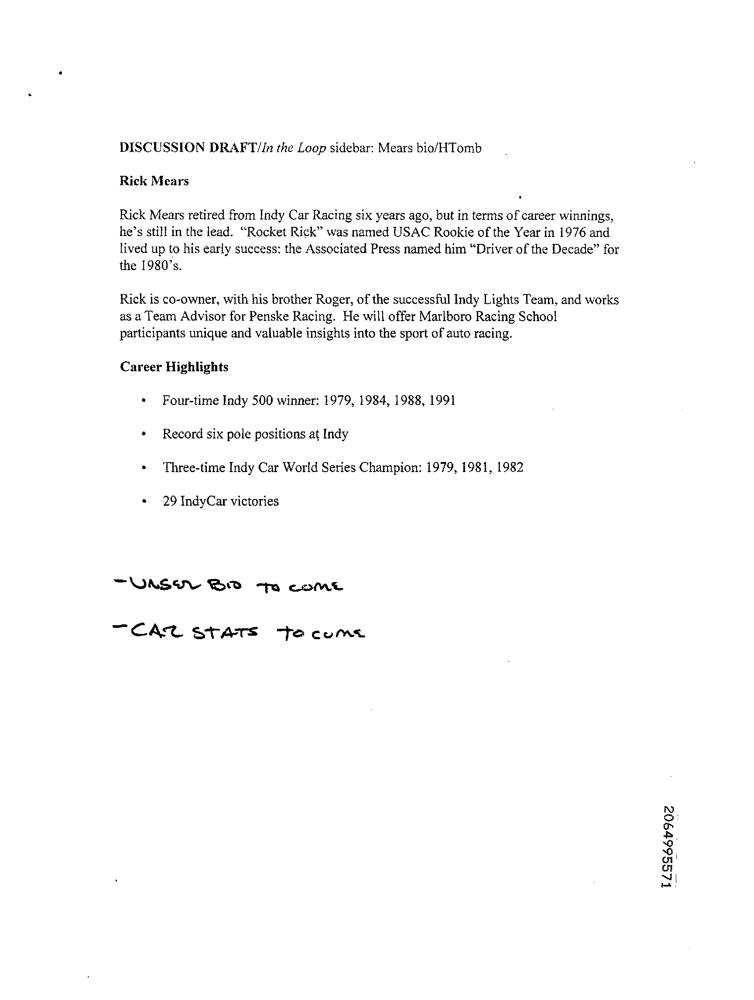 DISCUSSION DRAFT/In the Loop sidebar: Mears bio/HTomb
Rick Mears
Rick Mears retired from Indy Car Racing six years ago, but in terms of career winnings,
he's still in the lead. “Rocket Rick” was named USAC Rookie of the Year in 1976 and
lived up to his early success: the Associated Press named him “Driver of the Decade” for
the 1980's.
Rick is co-owner, with his brother Roger, of the successful Indy Lights Team, and works
as a Team Advisor for Penske Racing. He will offer Marlboro Racing School
participants unique and valuable insights into the sport of auto racing.
Career Highlights
• Four-time Indy 500 winner: 1979, 1984, 1988, 1991
• Record six pole positions at Indy
• Three-time Indy Car World Series Champion: 1979, 1981, 1982
• 29 IndyCar victories
- UNSER BIO TO COME
- CAR STATS TO COME
2064995571